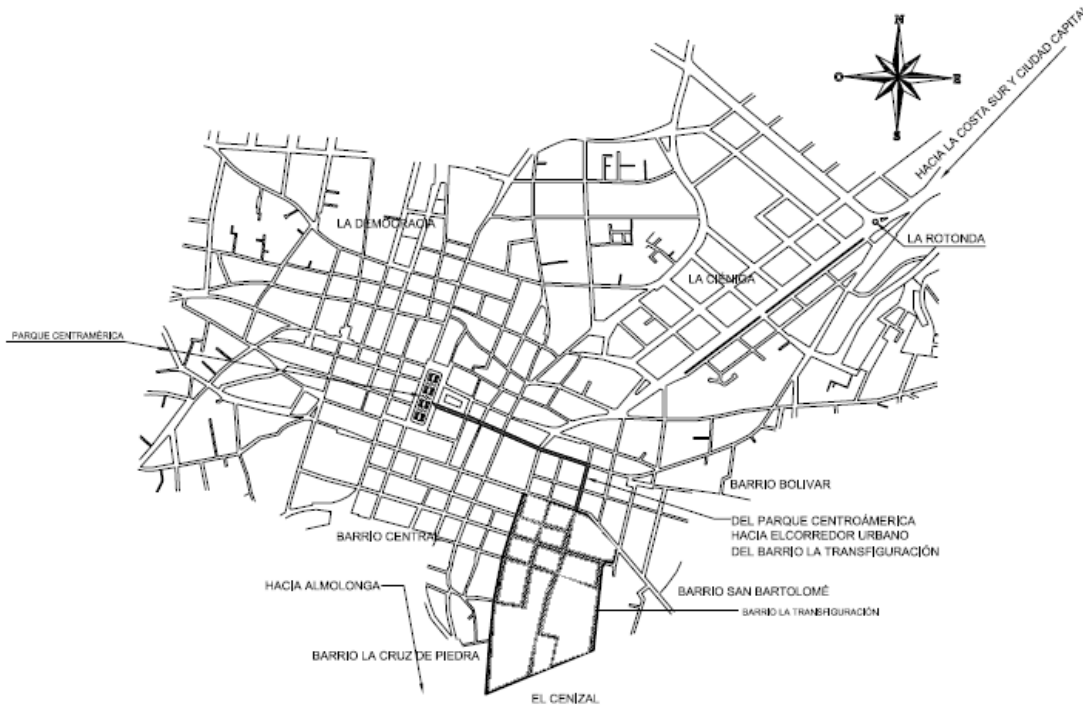 N
O
E
S
HACIA LA COSTA SUR Y CIUDAD CAPITAL
LA DEMOCRACIA
LA ROTONDA
LA CIÉNIGA
PARQUE CENTRAMÉRICA
BARRIO BOLIVAR
DEL PARQUE CENTROÁMERICA
HACIA ELCORREDOR URBANO
DEL BARRIO LA TRANSFIGURACIÓN
BARRIO CENTRAL
HACIA ALMOLONGA
BARRIO SAN BARTOLOMÉ
BARRIO LA TRANSFIGURACIÓN
BARRIO LA CRUZ DE PIEDRA
EL CENIZAL